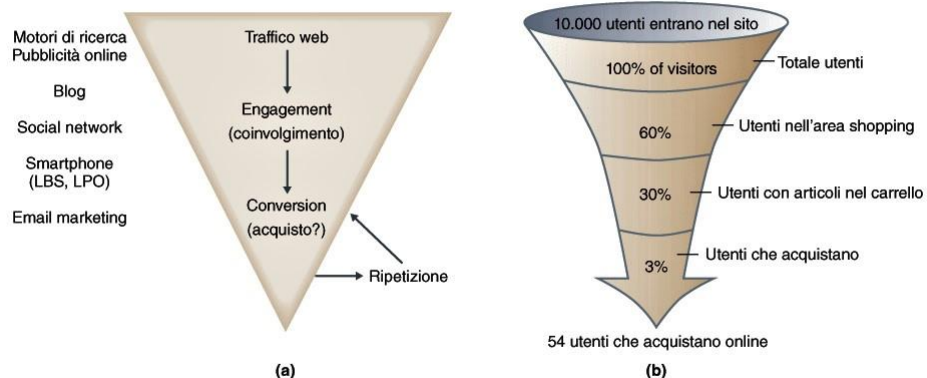 Motori di ricerca
Pubblicità online
Blog
Social network
Smartphone
(LBS, LPO)
Email marketing
Traffico web
Engagement
(coinvolgimento)
Conversion
(acquisto?)
Ripetizione
(a)
10.000 utenti entrano nel sito
100% of visitors
Totale utenti
60%
Utenti nell'area shopping
30%
Utenti con articoli nel carrello
3%
Utenti che acquistano
54 utenti che acquistano online
(b)